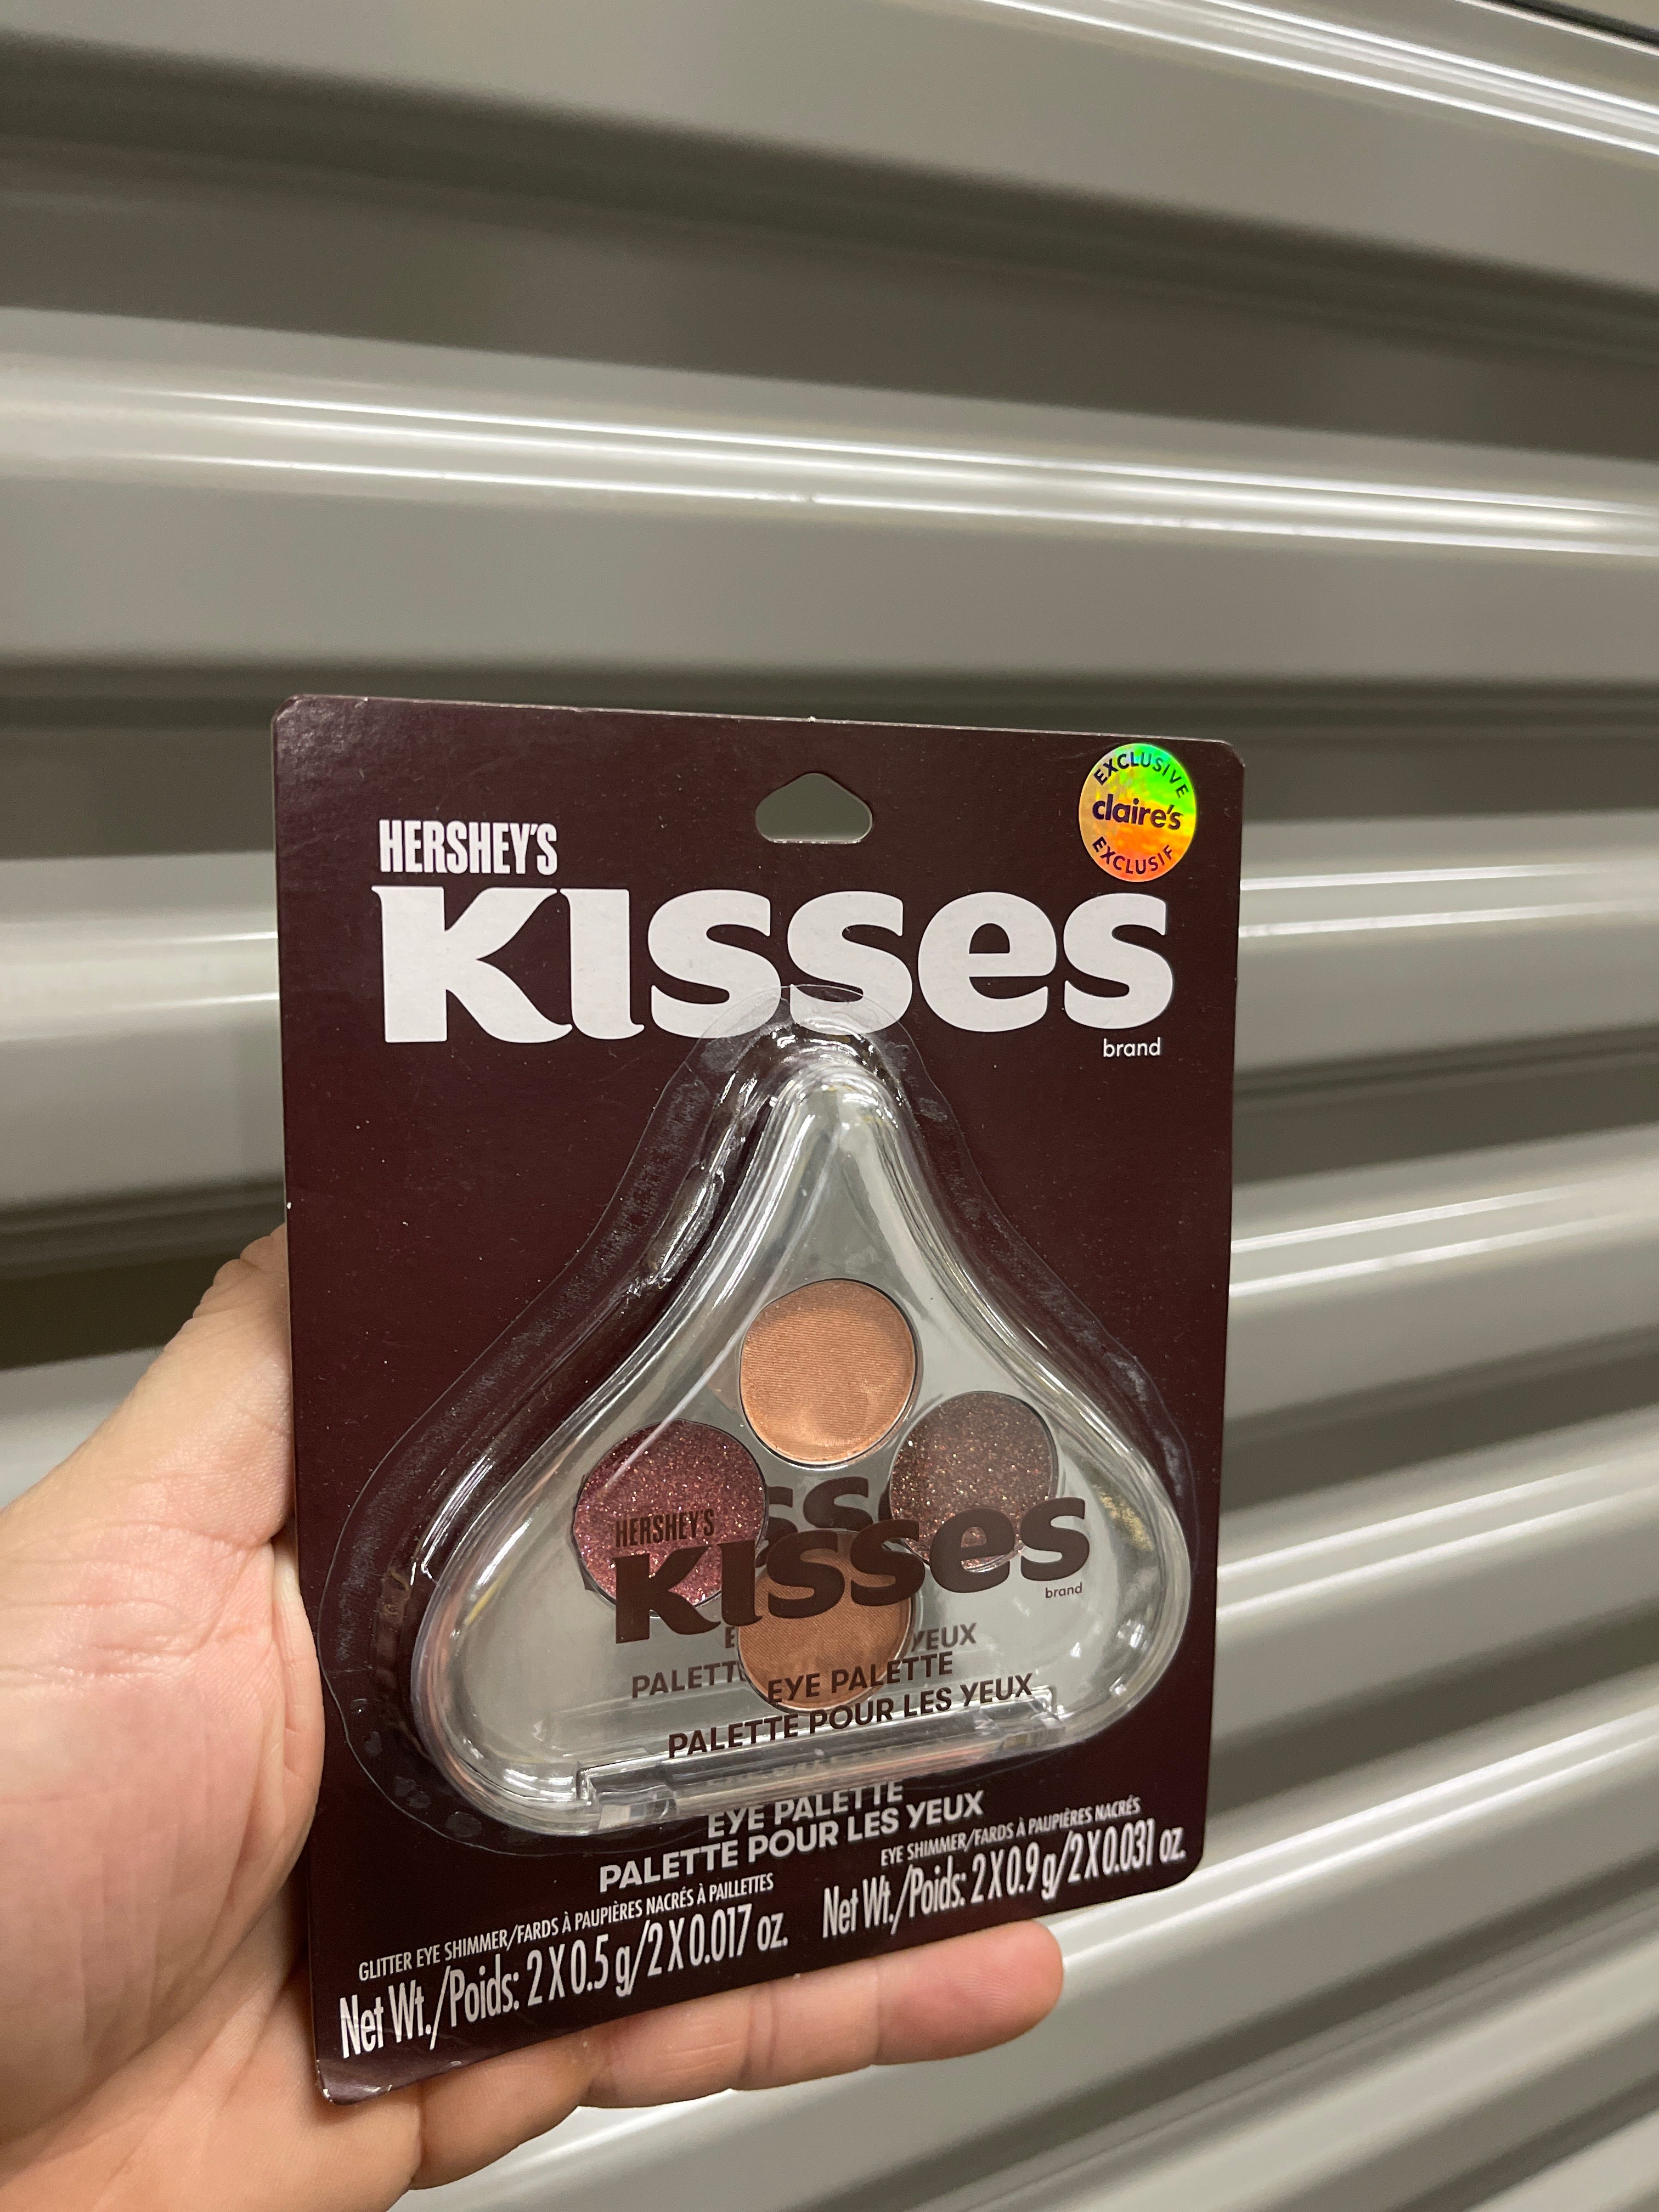 EXCLUSIVE
claire's
EXCLUSIF
HERSHEY'S
KISSES
brand
HERSHEY'S
KISSES
brand
EYE PALETTE
PALETTE POUR LES YEUX
EYE PALETTE
PALETTE POUR LES YEUX
GLITTER EYE SHIMMER/FARDS À PAUPIÈRES NACRÉS À PAILLETTES
Net Wt./Poids: 2 X 0.5 g/2 X 0.017 oz.
EYE SHIMMER/FARDS À PAUPIÈRES NACRÉS
Net Wt./Poids: 2 X 0.9 g/2 X 0.031 oz.